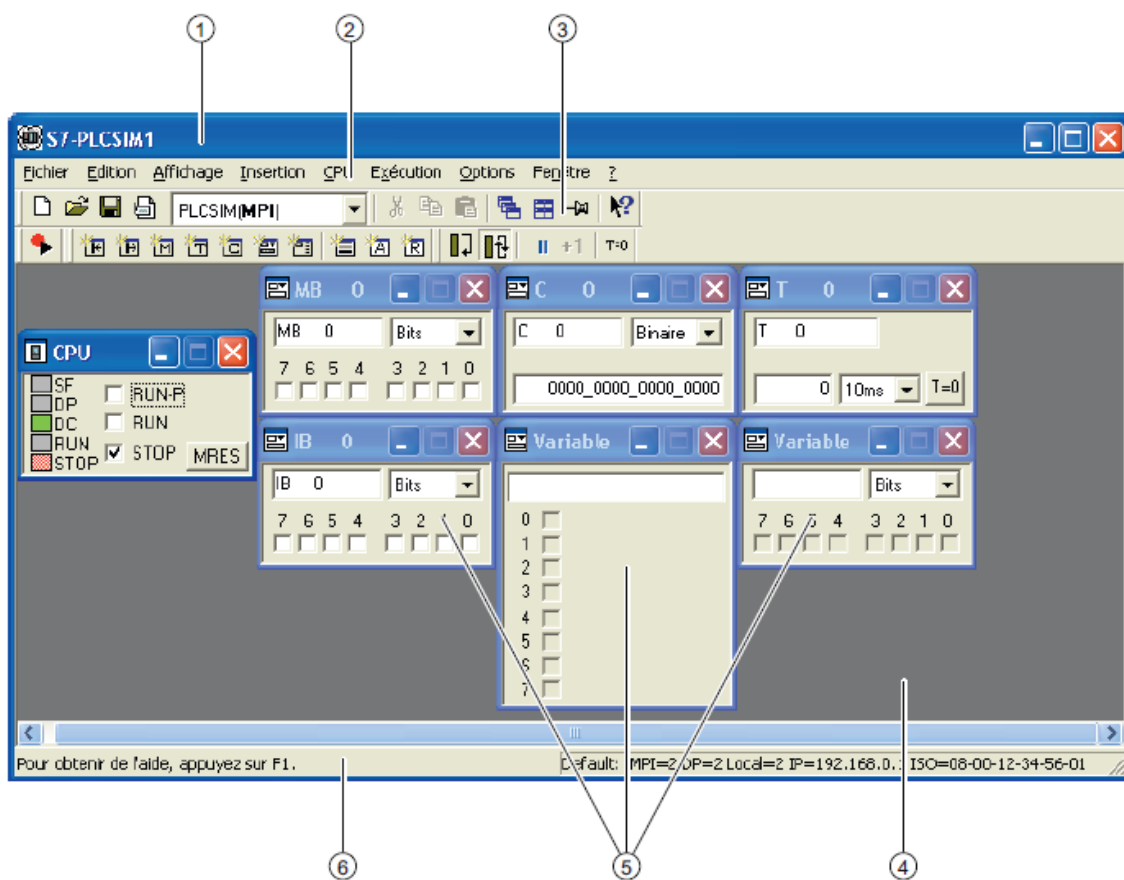 1 2 3
S7-PLCSIM1
Fichier Edition Affichage Insertion CPU Exécution Options Fenêtre ?
PLCSIM(MPI)
+1 T=0
MB 0
MB 0 Bits
7 6 5 4 3 2 1 0
C 0
C 0 Binaire
0000_0000_0000_0000
T 0
T 0
0 10ms T=0
CPU
SF
DP
DC
RUN
STOP
RUN-P
RUN
STOP
MRES
IB 0
IB 0 Bits
7 6 5 4 3 2 1 0
Variable
0
1
2
3
4
5
6
7
Variable
Bits
7 6 5 4 3 2 1 0
Pour obtenir de l'aide, appuyez sur F1.
Default: MPI=2 DP=2 Local=2 IP=192.168.0.1 ISO=08-00-12-34-56-01
6 5 4